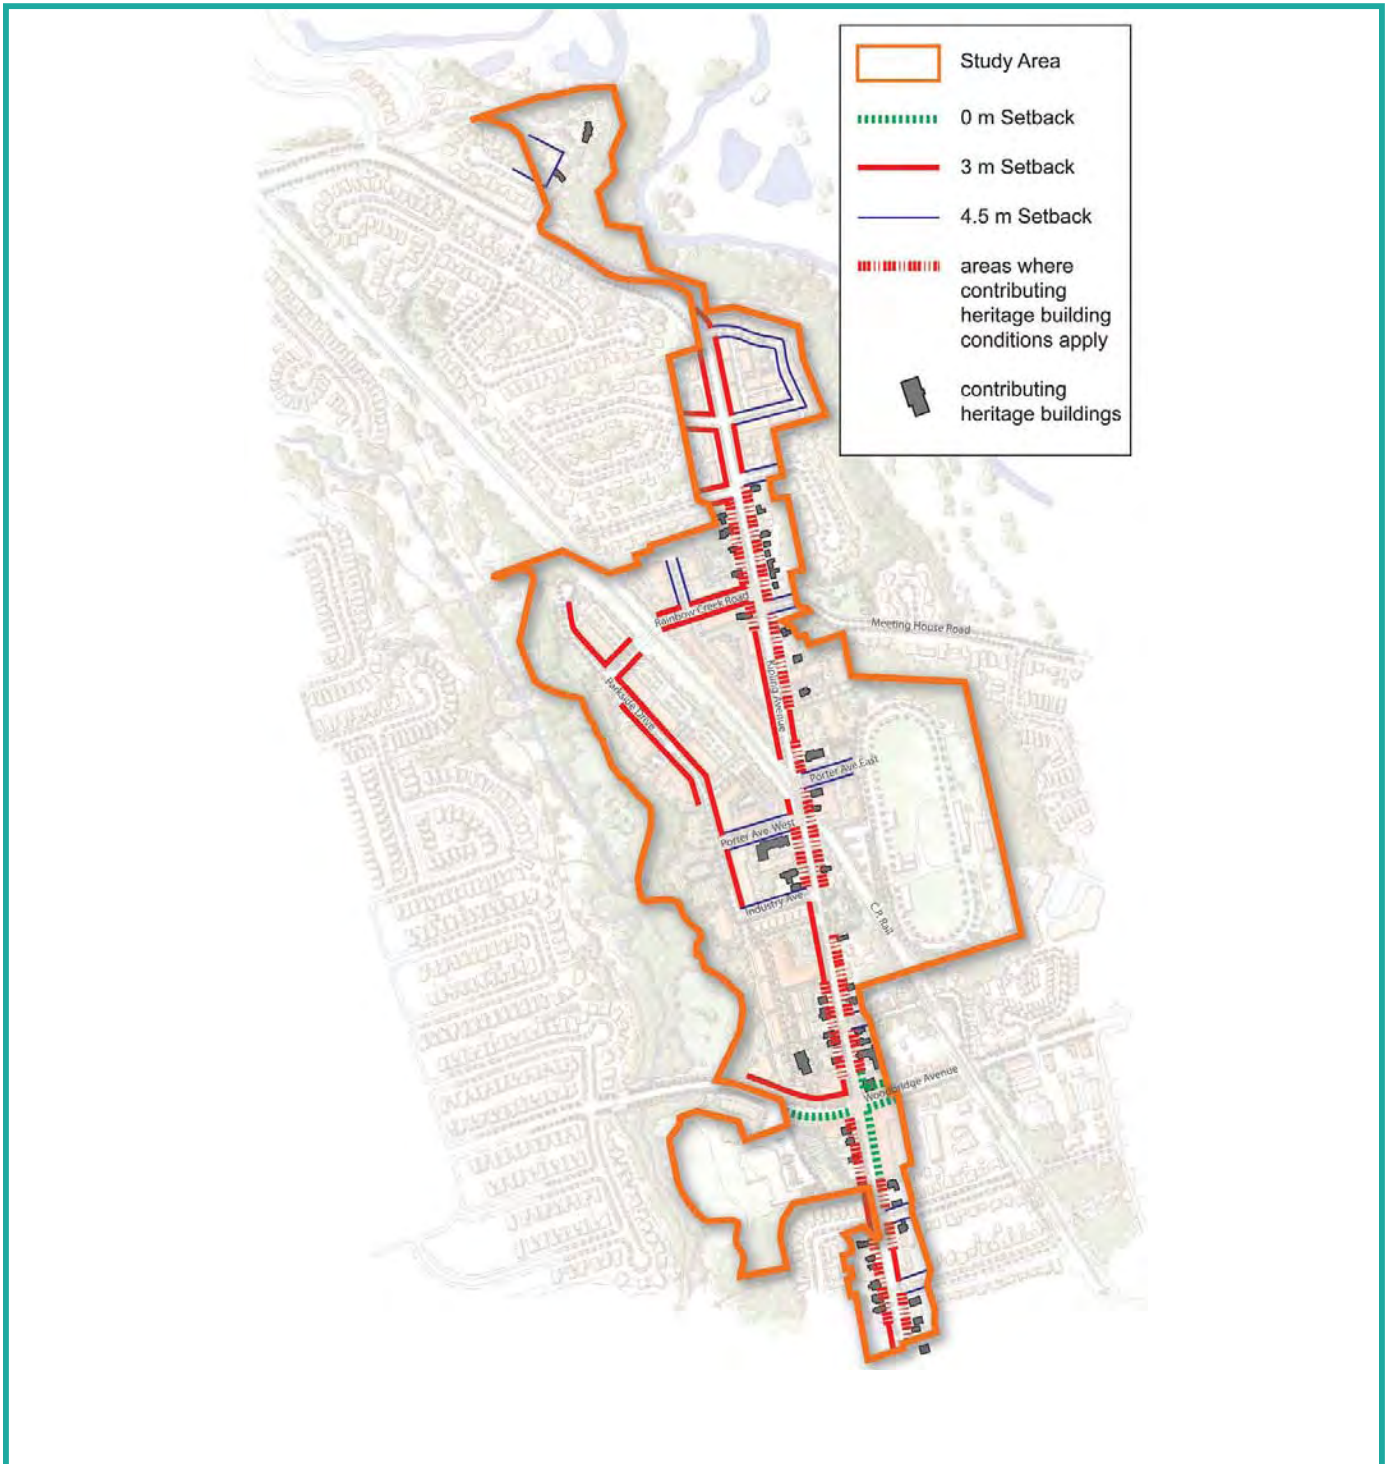 Study Area
0 m Setback
3 m Setback
4.5 m Setback
areas where
contributing
heritage building
conditions apply
contributing
heritage buildings
Rainbow Creek Road
Meeting House Road
Kipling Avenue
Parkside Drive
Porter Ave East
Porter Ave. West
Industry Ave
C.P. Rail
Woodbridge Avenue